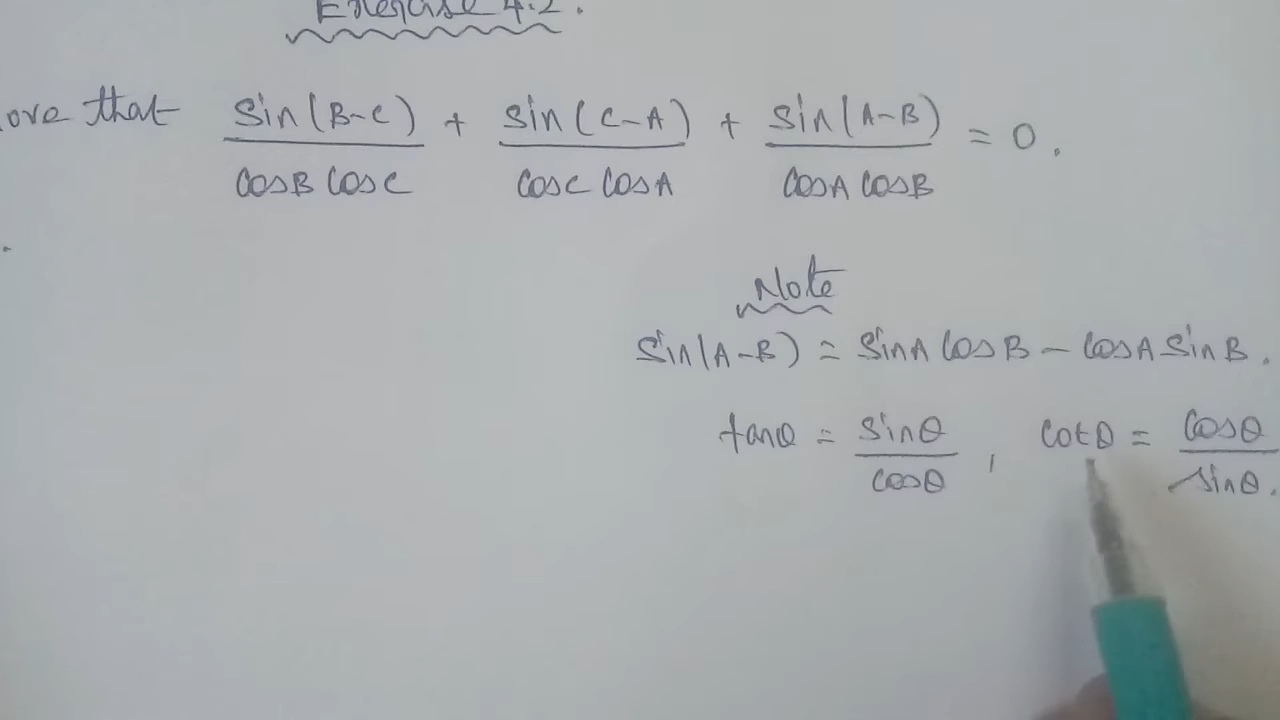 Exercise 4.2.
ove that sin(B-C) / cosB cosC + sin(C-A) / cosC cosA + sin(A-B) / cosA cosB = 0.
Note
sin(A-B) = sinA cosB - cosA sinB.
tanθ = sinθ / cosθ , cotθ = cosθ / sinθ.